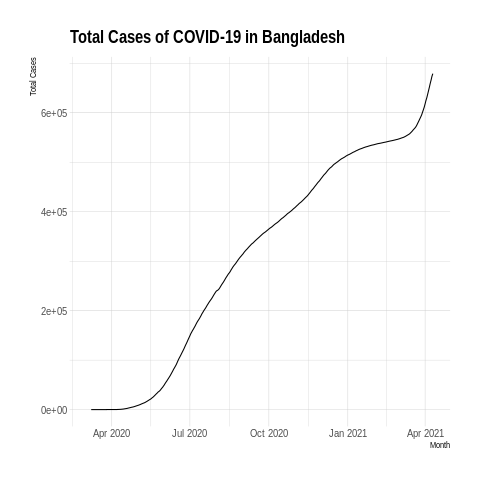 Total Cases of COVID-19 in Bangladesh
Total Cases
6e+05
4e+05
2e+05
0e+00
Apr 2020 Jul 2020 Oct 2020 Jan 2021 Apr 2021
Month